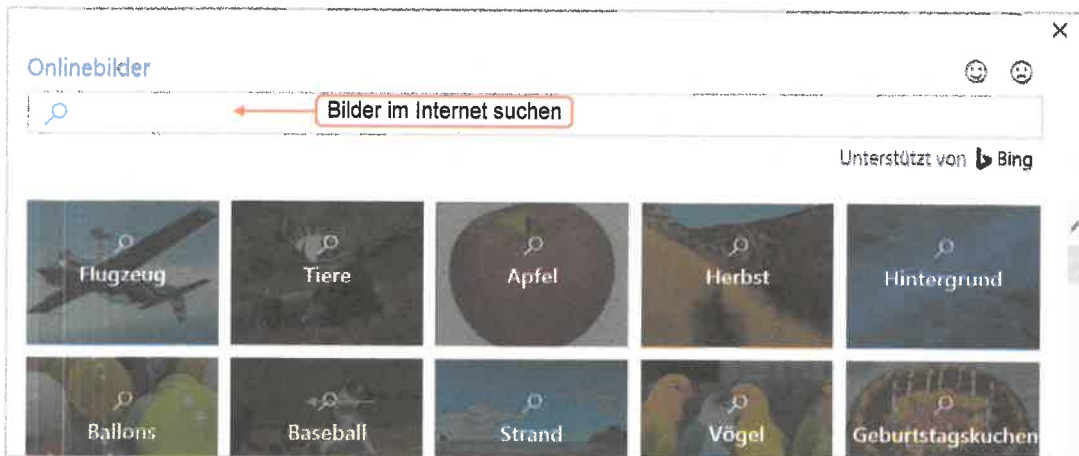 Onlinebilder
Bilder im Internet suchen
Unterstützt von Bing
Flugzeug
Tiere
Apfel
Herbst
Hintergrund
Ballons
Baseball
Strand
Vögel
Geburtstagskuchen